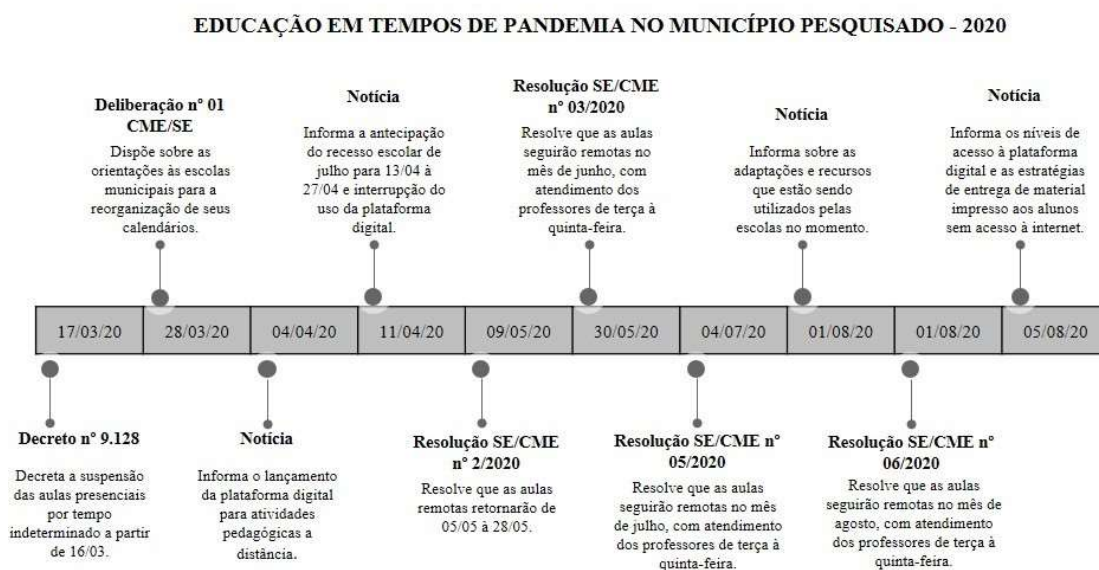 EDUCAÇÃO EM TEMPOS DE PANDEMIA NO MUNICÍPIO PESQUISADO - 2020
Deliberação nº 01
CME/SE
Dispõe sobre as
orientações às escolas
municipais para a
reorganização de seus
calendários.
Notícia
Informa a antecipação
do recesso escolar de
julho para 13/04 à
27/04 e interrupção do
uso da plataforma
digital.
Resolução SE/CME
nº 03/2020
Resolve que as aulas
seguirão remotas no
mês de junho, com
atendimento dos
professores de terça à
quinta-feira.
Notícia
Informa sobre as
adaptações e recursos
que estão sendo
utilizados pelas
escolas no momento.
Notícia
Informa os níveis de
acesso à plataforma
digital e as estratégias
de entrega de material
impresso aos alunos
sem acesso à internet.
17/03/20 28/03/20 04/04/20 11/04/20 09/05/20 30/05/20 04/07/20 01/08/20 01/08/20 05/08/20
Decreto nº 9.128
Decreta a suspensão
das aulas presenciais
por tempo
indeterminado a partir
de 16/03.
Notícia
Informa o lançamento
da plataforma digital
para atividades
pedagógicas a
distância.
Resolução SE/CME
nº 2/2020
Resolve que as aulas
remotas retornarão de
05/05 à 28/05.
Resolução SE/CME nº
05/2020
Resolve que as aulas
seguirão remotas no mês
de julho, com atendimento
dos professores de terça à
quinta-feira.
Resolução SE/CME nº
06/2020
Resolve que as aulas
seguirão remotas no mês de
agosto, com atendimento
dos professores de terça à
quinta-feira.